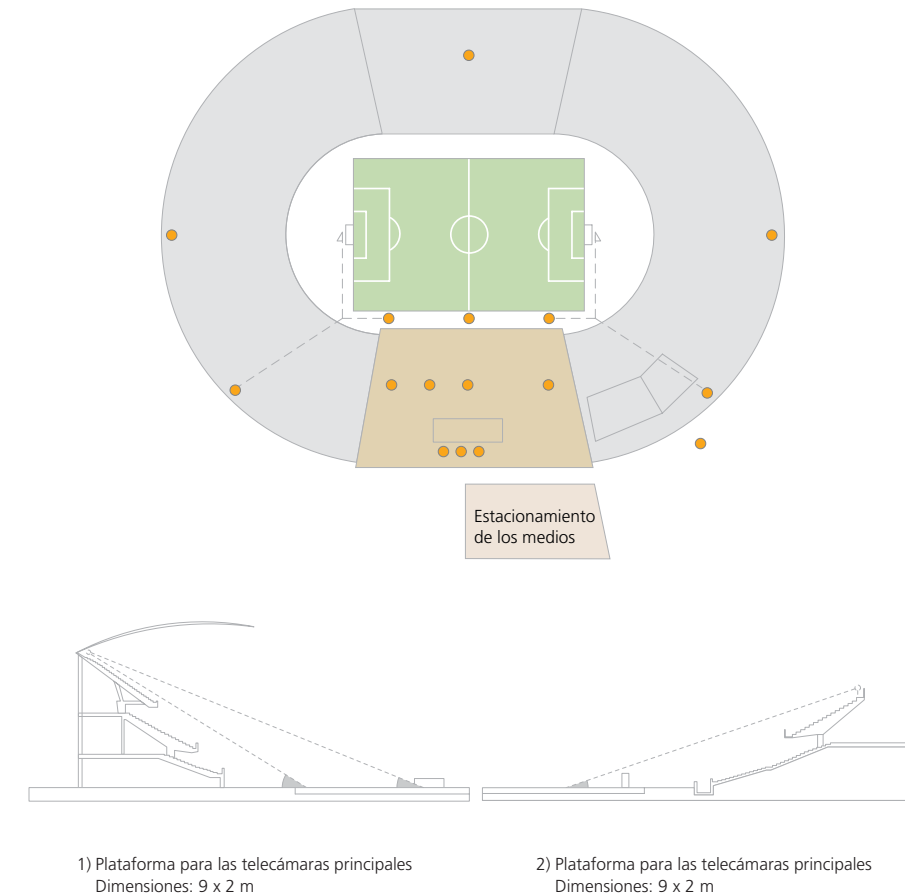 Estacionamiento
de los medios
1) Plataforma para las telecámaras principales
Dimensiones: 9 x 2 m
2) Plataforma para las telecámaras principales
Dimensiones: 9 x 2 m